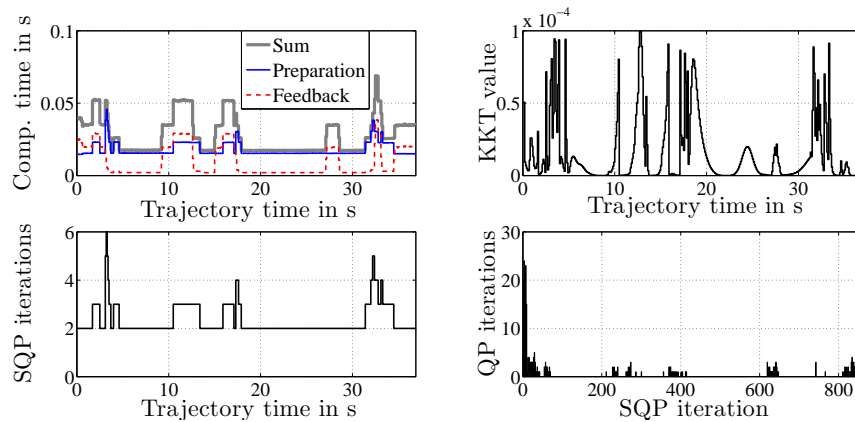 Comp. time in s
0.1
0.05
0
Sum
Preparation
Feedback
0 10 20 30
Trajectory time in s
x 10^-4
KKT value
1
0.5
0
0 10 20 30
Trajectory time in s
SQP iterations
6
4
2
0
0 10 20 30
Trajectory time in s
QP iterations
30
20
10
0
0 200 400 600 800
SQP iteration